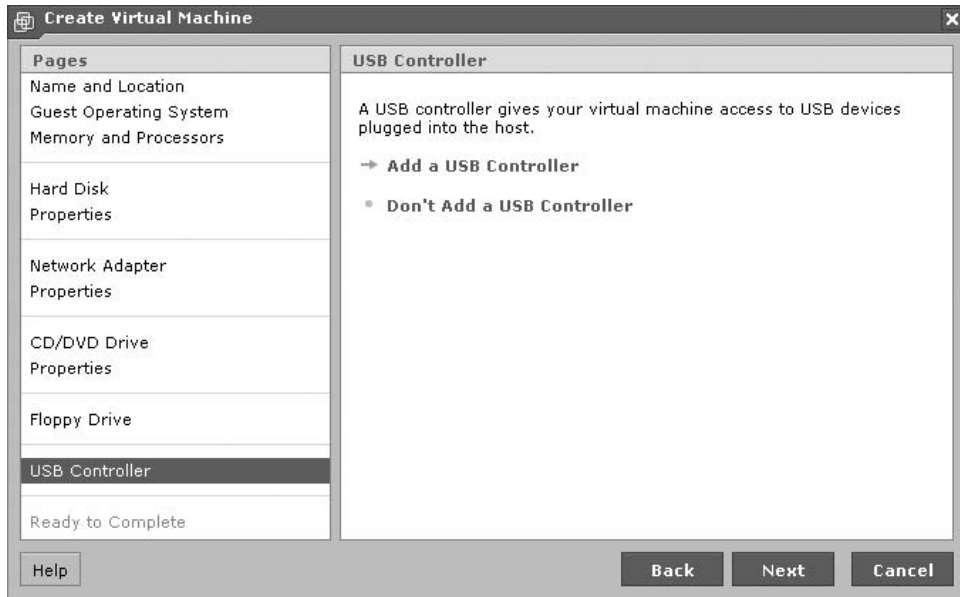 Create Virtual Machine
Pages
Name and Location
Guest Operating System
Memory and Processors
Hard Disk
Properties
Network Adapter
Properties
CD/DVD Drive
Properties
Floppy Drive
USB Controller
Ready to Complete
USB Controller
A USB controller gives your virtual machine access to USB devices
plugged into the host.
Add a USB Controller
Don't Add a USB Controller
Help
Back
Next
Cancel